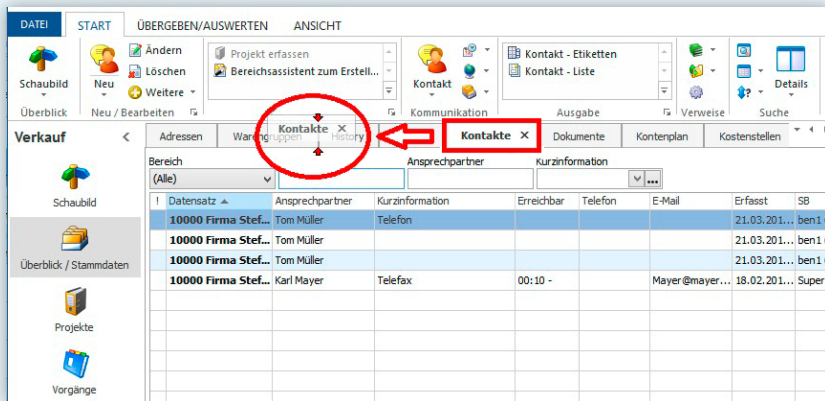 DATEI START ÜBERGEBEN/AUSWERTEN ANSICHT
Schaubild
Neu
Ändern
Löschen
Weitere
Projekt erfassen
Bereichsassistent zum Erstell...
Kontakt
Kontakt - Etiketten
Kontakt - Liste
Details
Überblick Neu / Bearbeiten Kommunikation Ausgabe Verweise Suche
Verkauf
Adressen Warengruppen History Kontakte Kontakte Dokumente Kontenplan Kostenstellen
Bereich Ansprechpartner Kurzinformation
(Alle)
! Datensatz Ansprechpartner Kurzinformation Erreichbar Telefon E-Mail Erfasst SB
10000 Firma Stef... Tom Müller Telefon 21.03.201... ben1
10000 Firma Stef... Tom Müller 21.03.201... ben1
10000 Firma Stef... Tom Müller 21.03.201... ben1
10000 Firma Stef... Karl Mayer Telefax 00:10 - Mayer@mayer... 18.02.201... Super
Schaubild
Überblick / Stammdaten
Projekte
Vorgänge